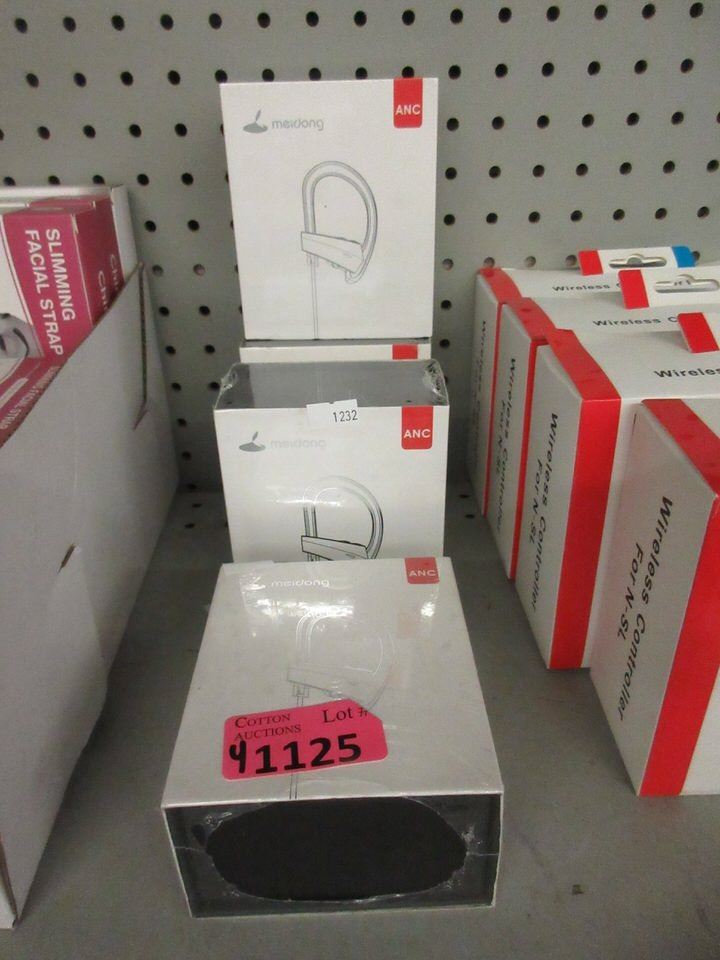 ANC
meidong
SLIMMING
FACIAL STRAP
1232
ANC
meidong
ANC
meidong
COTTON
AUCTIONS
Lot #
41125
Wireless
Wireless C
Wireless
Wireless Controller
For N-SL
Wireless Controller
For N-SL
Wireless Controller
For N-SL